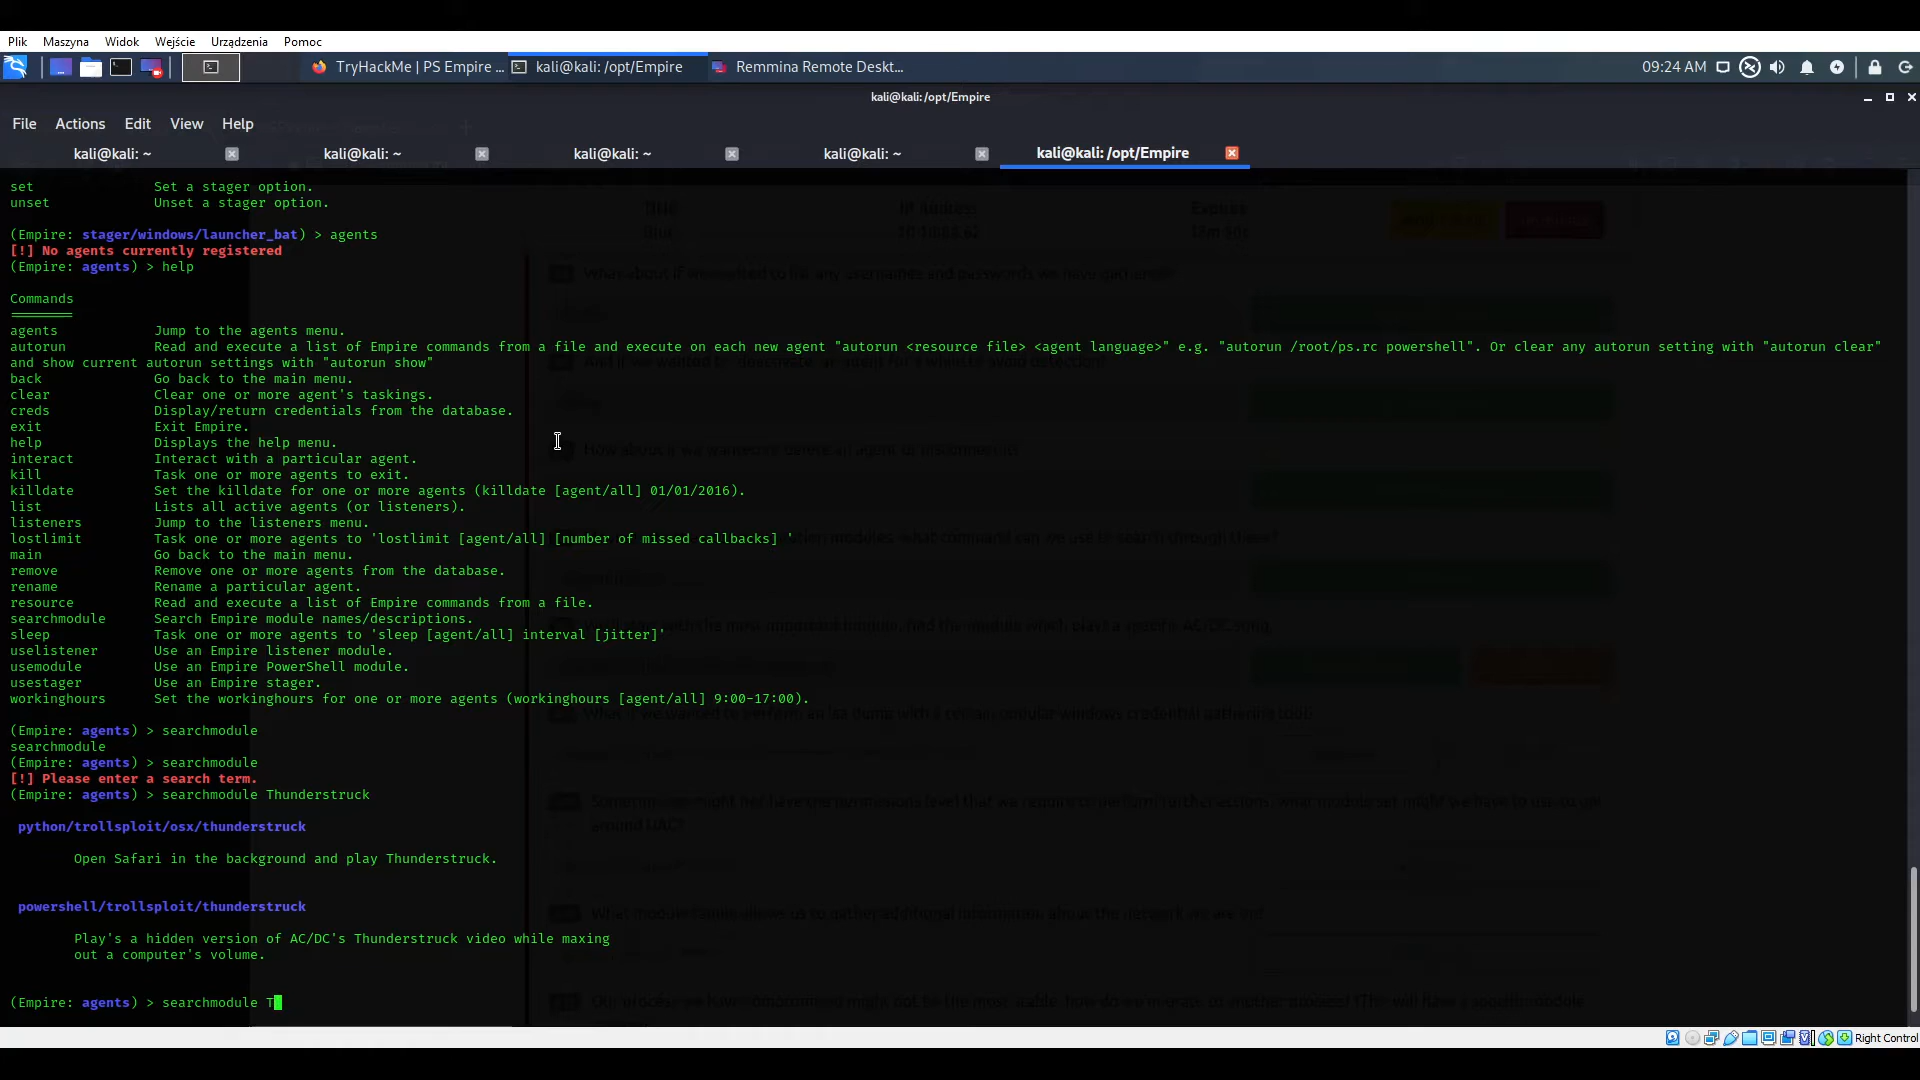 Plik Maszyna Widok Wejście Urządzenia Pomoc
TryHackMe | PS Empire ... kali@kali: /opt/Empire Remmina Remote Deskt... 09:24 AM
kali@kali: /opt/Empire
File Actions Edit View Help
kali@kali: ~ kali@kali: ~ kali@kali: ~ kali@kali: ~ kali@kali: /opt/Empire
set Set a stager option.
unset Unset a stager option.
(Empire: stager/windows/launcher_bat) > agents
[!] No agents currently registered
(Empire: agents) > help
Commands
========
agents Jump to the agents menu.
autorun Read and execute a list of Empire commands from a file and execute on each new agent "autorun <resource file> <agent language>" e.g. "autorun /root/ps.rc powershell". Or clear any autorun setting with "autorun clear"
and show current autorun settings with "autorun show"
back Go back to the main menu.
clear Clear one or more agent's taskings.
creds Display/return credentials from the database.
exit Exit Empire.
help Displays the help menu.
interact Interact with a particular agent.
kill Task one or more agents to exit.
killdate Set the killdate for one or more agents (killdate [agent/all] 01/01/2016).
list Lists all active agents (or listeners).
listeners Jump to the listeners menu.
lostlimit Task one or more agents to 'lostlimit [agent/all] [number of missed callbacks] '
main Go back to the main menu.
remove Remove one or more agents from the database.
rename Rename a particular agent.
resource Read and execute a list of Empire commands from a file.
searchmodule Search Empire module names/descriptions.
sleep Task one or more agents to 'sleep [agent/all] interval [jitter]'
uselistener Use an Empire listener module.
usemodule Use an Empire PowerShell module.
usestager Use an Empire stager.
workinghours Set the workinghours for one or more agents (workinghours [agent/all] 9:00-17:00).
(Empire: agents) > searchmodule
searchmodule
(Empire: agents) > searchmodule
[!] Please enter a search term.
(Empire: agents) > searchmodule Thunderstruck
python/trollsploit/osx/thunderstruck
Open Safari in the background and play Thunderstruck.
powershell/trollsploit/thunderstruck
Play's a hidden version of AC/DC's Thunderstruck video while maxing
out a computer's volume.
(Empire: agents) > searchmodule T
Right Control